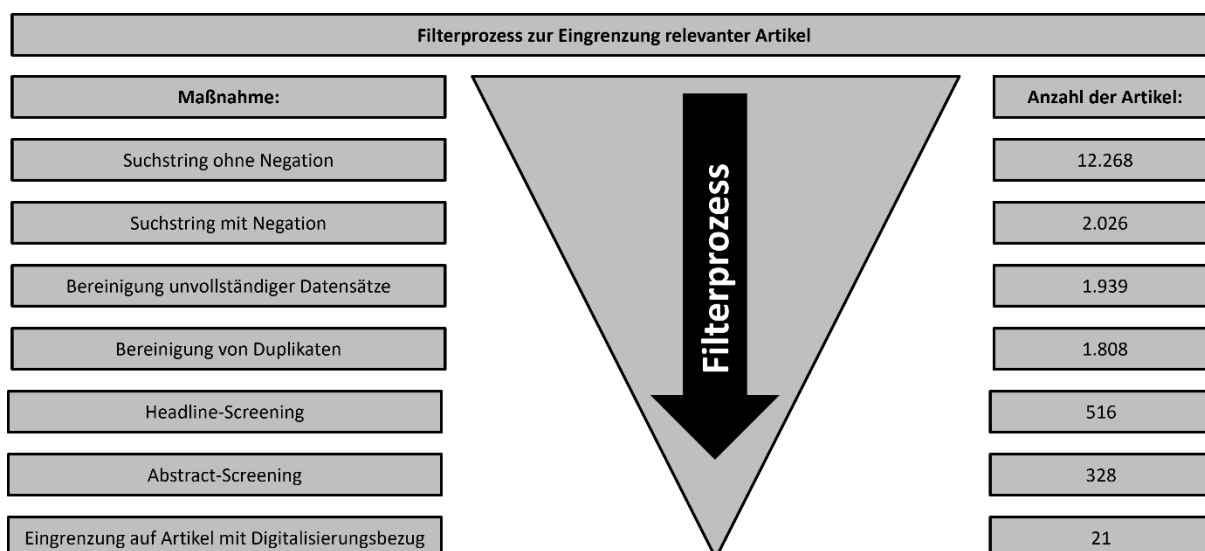 Filterprozess zur Eingrenzung relevanter Artikel
Maßnahme:
Anzahl der Artikel:
Suchstring ohne Negation
12.268
Suchstring mit Negation
2.026
Bereinigung unvollständiger Datensätze
1.939
Bereinigung von Duplikaten
1.808
Headline-Screening
516
Abstract-Screening
328
Eingrenzung auf Artikel mit Digitalisierungsbezug
21
Filterprozess